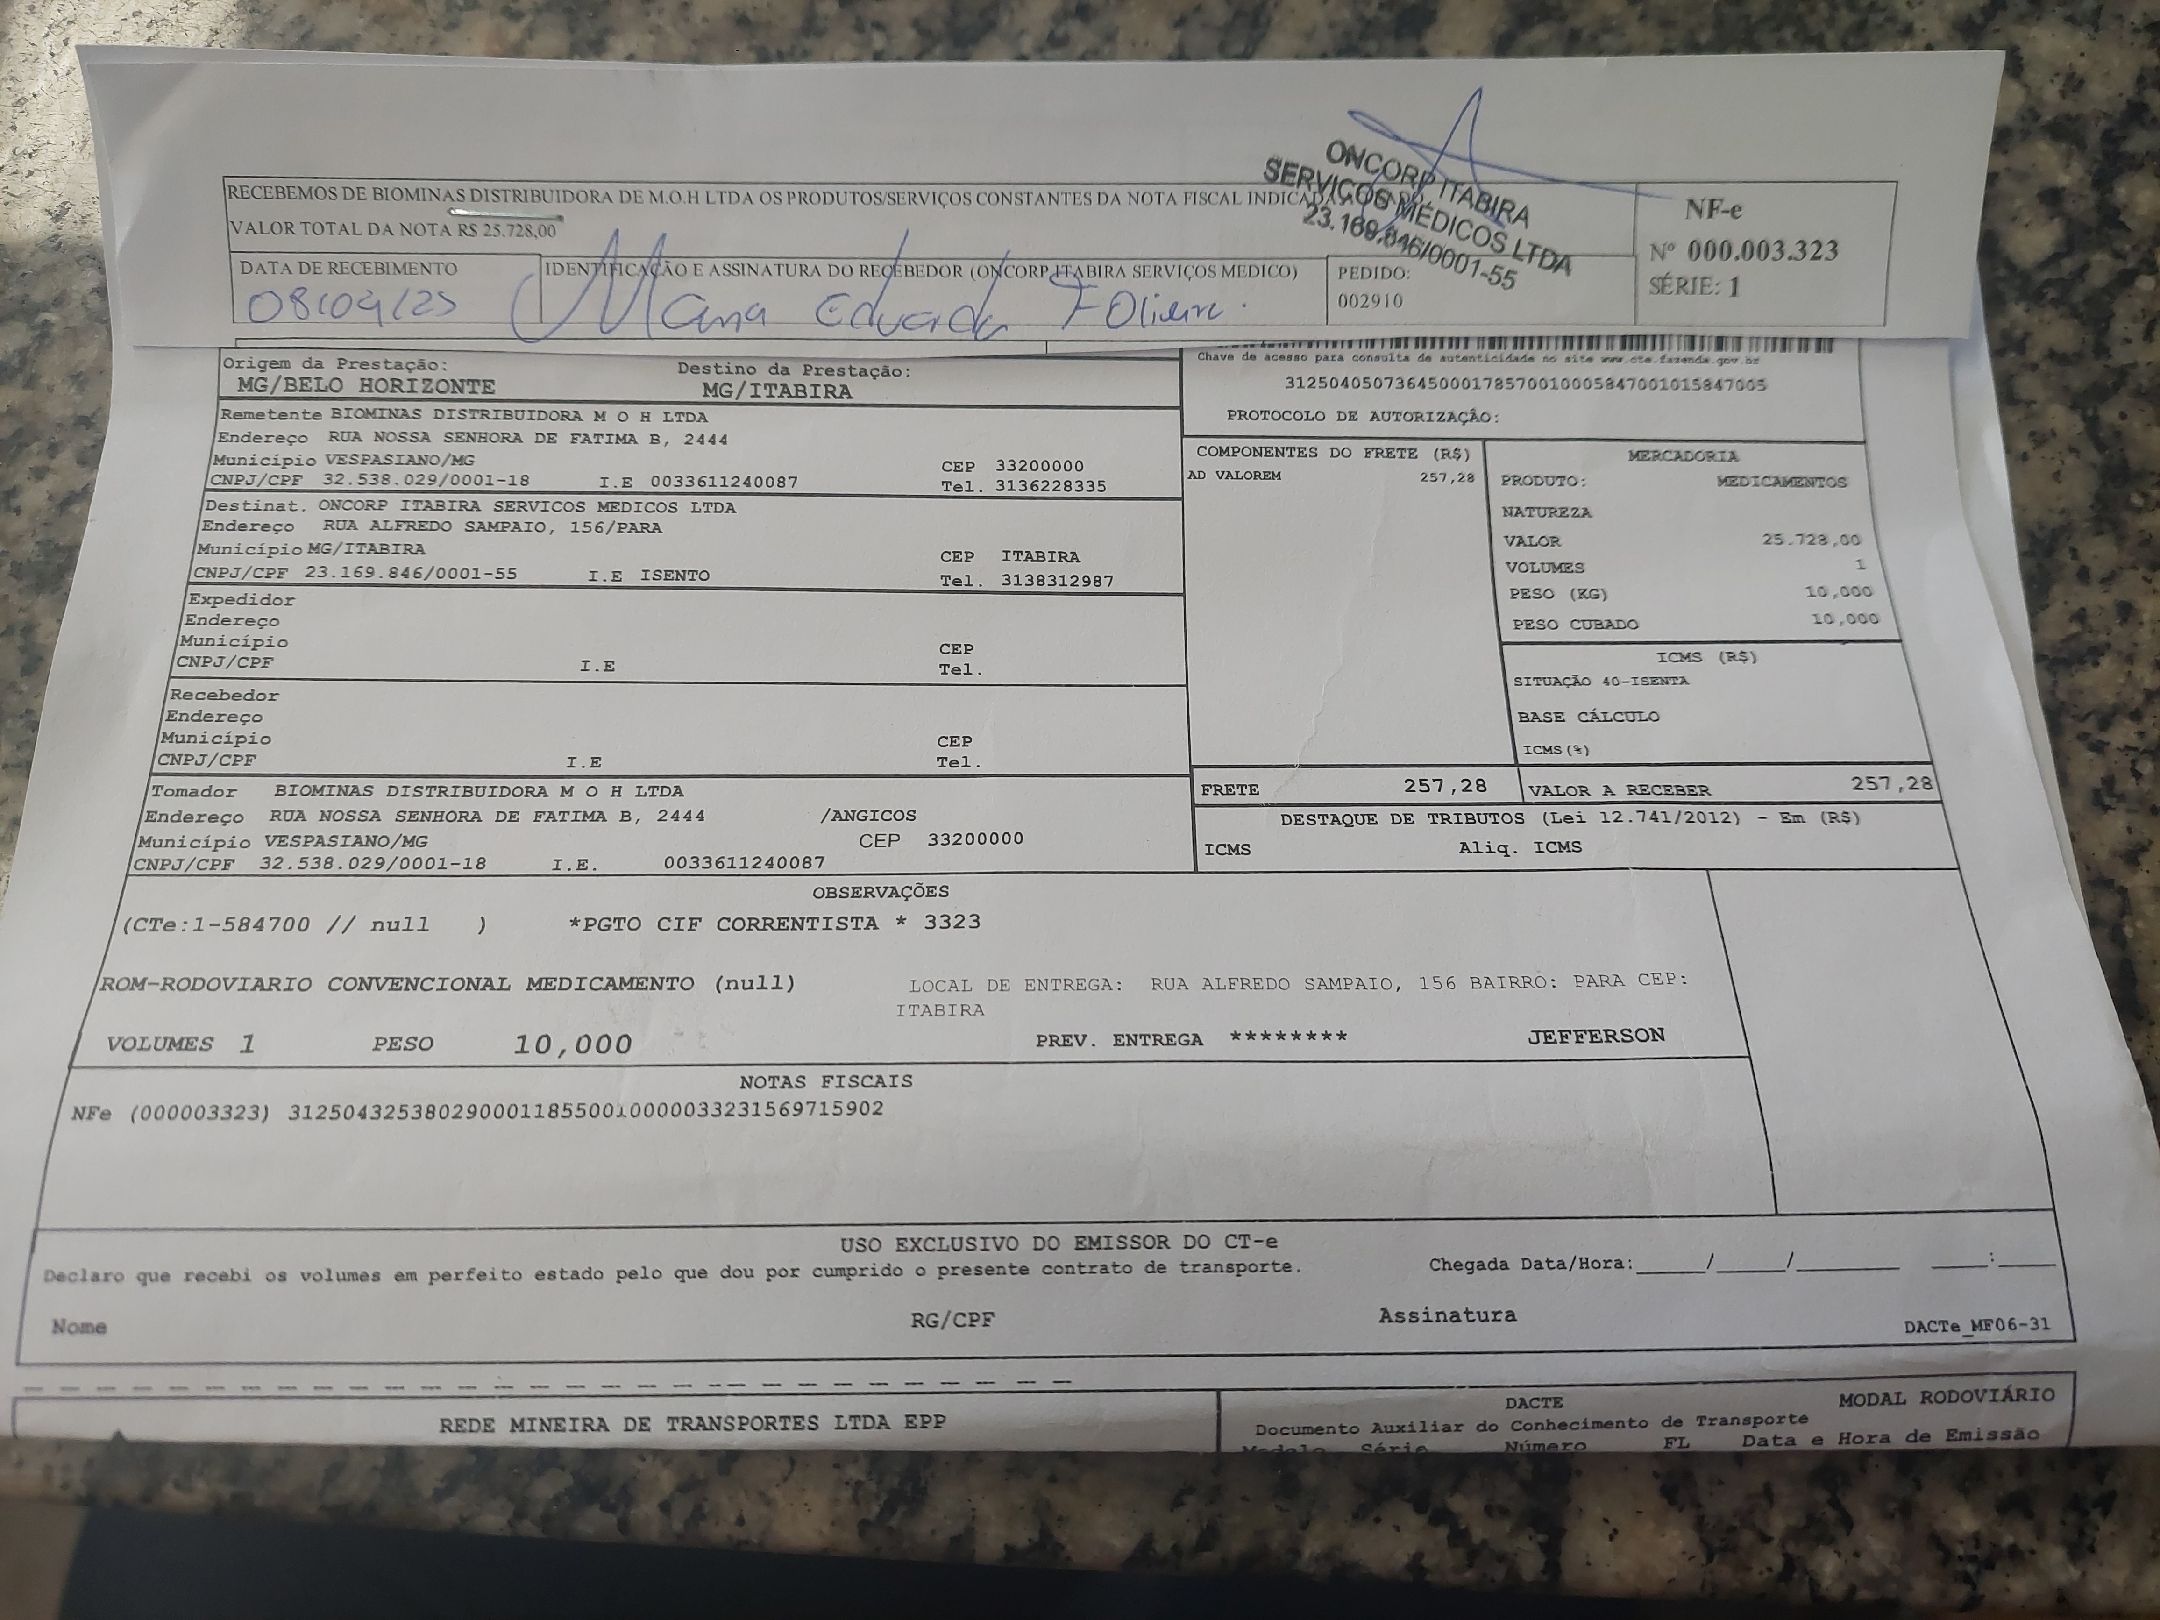 RECEBEMOS DE BIOMINAS DISTRIBUIDORA DE M.O.H LTDA OS PRODUTOS/SERVIÇOS CONSTANTES DA NOTA FISCAL INDICADA
VALOR TOTAL DA NOTA R$ 25.728,00
DATA DE RECEBIMENTO
08/04/25
IDENTIFICAÇÃO E ASSINATURA DO RECEBEDOR (ONCORP ITABIRA SERVIÇOS MEDICO)
Maria Eduarda F Oliveira
PEDIDO:
002910
ONCORP ITABIRA
SERVIÇOS MÉDICOS LTDA
23.169.846/0001-55
NF-e
Nº 000.003.323
SÉRIE: 1
Origem da Prestação:
MG/BELO HORIZONTE
Destino da Prestação:
MG/ITABIRA
Chave de acesso para consulta de autenticidade no site www.cte.fazenda.gov.br
31250405073645000178570010005847001015847005
PROTOCOLO DE AUTORIZAÇÃO:
Remetente BIOMINAS DISTRIBUIDORA M O H LTDA
Endereço RUA NOSSA SENHORA DE FATIMA B, 2444
Município VESPASIANO/MG CEP 33200000
CNPJ/CPF 32.538.029/0001-18 I.E 0033611240087 Tel. 3136228335
Destinat. ONCORP ITABIRA SERVICOS MEDICOS LTDA
Endereço RUA ALFREDO SAMPAIO, 156/PARA
Município MG/ITABIRA CEP ITABIRA
CNPJ/CPF 23.169.846/0001-55 I.E ISENTO Tel. 3138312987
Expedidor
Endereço
Município CEP
CNPJ/CPF I.E Tel.
Recebedor
Endereço
Município CEP
CNPJ/CPF I.E Tel.
Tomador BIOMINAS DISTRIBUIDORA M O H LTDA
Endereço RUA NOSSA SENHORA DE FATIMA B, 2444 /ANGICOS
Município VESPASIANO/MG CEP 33200000
CNPJ/CPF 32.538.029/0001-18 I.E. 0033611240087
COMPONENTES DO FRETE (R$)
AD VALOREM 257,28
MERCADORIA
PRODUTO: MEDICAMENTOS
NATUREZA
VALOR 25.728,00
VOLUMES 1
PESO (KG) 10,000
PESO CUBADO 10,000
ICMS (R$)
SITUAÇÃO 40-ISENTA
BASE CÁLCULO
ICMS(%)
FRETE 257,28 VALOR A RECEBER 257,28
DESTAQUE DE TRIBUTOS (Lei 12.741/2012) - Em (R$)
ICMS Aliq. ICMS
OBSERVAÇÕES
(CTe:1-584700 // null ) *PGTO CIF CORRENTISTA * 3323
ROM-RODOVIARIO CONVENCIONAL MEDICAMENTO (null) LOCAL DE ENTREGA: RUA ALFREDO SAMPAIO, 156 BAIRRO: PARA CEP:
ITABIRA
VOLUMES 1 PESO 10,000 PREV. ENTREGA ******** JEFFERSON
NOTAS FISCAIS
NFe (000003323) 31250432538029000118550010000033231569715902
USO EXCLUSIVO DO EMISSOR DO CT-e
Declaro que recebi os volumes em perfeito estado pelo que dou por cumprido o presente contrato de transporte. Chegada Data/Hora:_____/_____/_______ ____:____
Nome RG/CPF Assinatura
DACTe_MF06-31
REDE MINEIRA DE TRANSPORTES LTDA EPP
DACTE MODAL RODOVIÁRIO
Documento Auxiliar do Conhecimento de Transporte
Modelo Série Número FL Data e Hora de Emissão